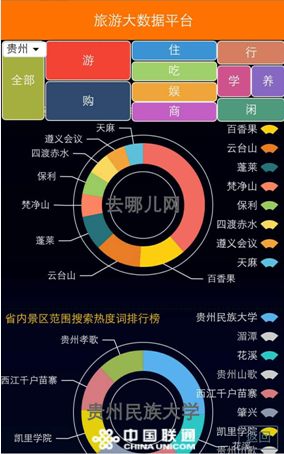 旅游大数据平台
贵州
全部
游
购
住
吃
娱
商
行
学
养
闲
天麻
遵义会议
四渡赤水
保利
梵净山
蓬莱
云台山
百香果
去哪儿网
百香果
云台山
蓬莱
梵净山
保利
四渡赤水
遵义会议
天麻
省内景区范围搜索热度词排行榜
贵州孝歌
西江千户苗寨
凯里学院
贵州民族大学
贵州民族大学
湄潭
花溪
贵州山歌
西江千户苗寨
肇兴
凯里学院
返回
中国联通
China unicom